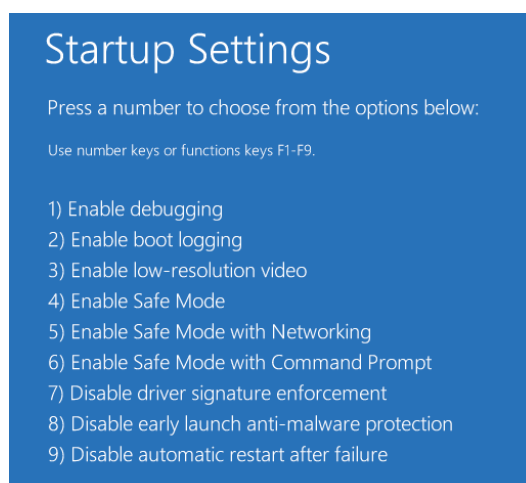 Startup Settings
Press a number to choose from the options below:
Use number keys or functions keys F1-F9.
1) Enable debugging
2) Enable boot logging
3) Enable low-resolution video
4) Enable Safe Mode
5) Enable Safe Mode with Networking
6) Enable Safe Mode with Command Prompt
7) Disable driver signature enforcement
8) Disable early launch anti-malware protection
9) Disable automatic restart after failure